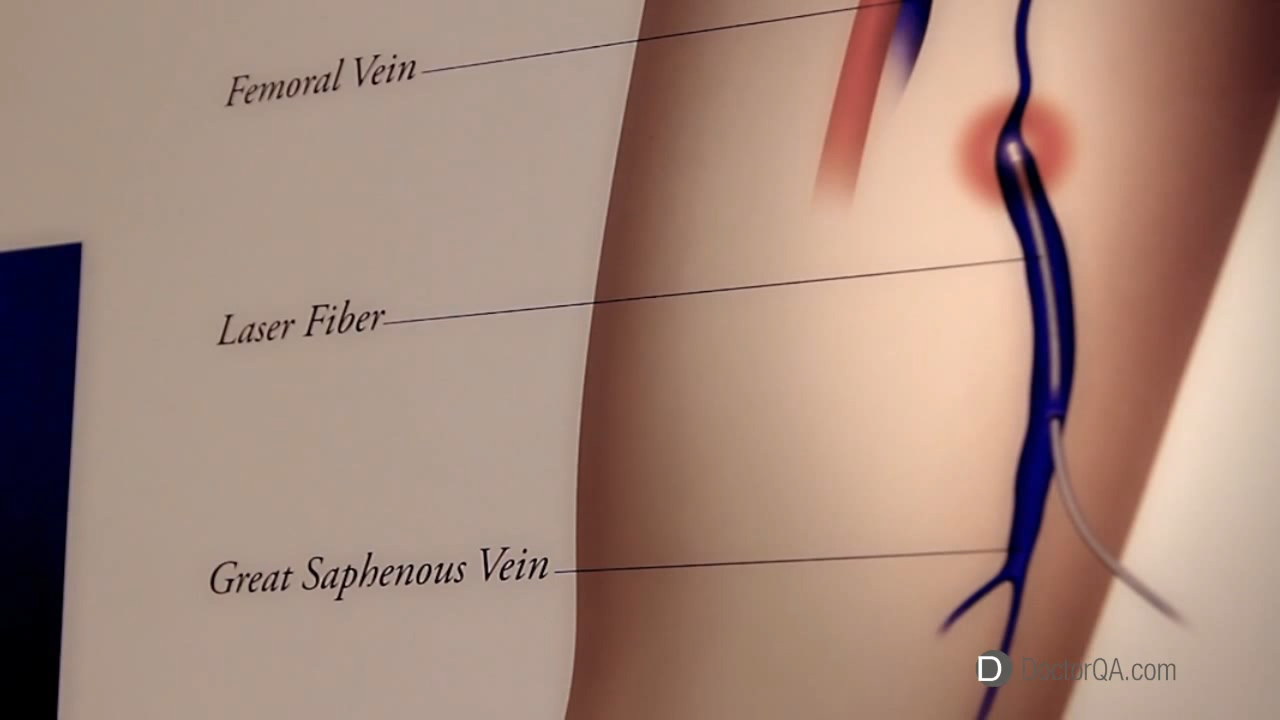 Femoral Vein
Laser Fiber
Great Saphenous Vein
D DoctorQA.com